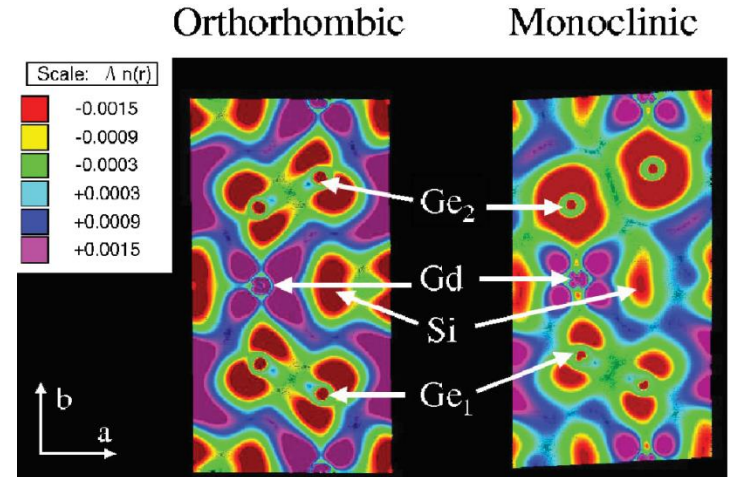 Orthorhombic Monoclinic
Scale: Δ n(r)
-0.0015
-0.0009
-0.0003
+0.0003
+0.0009
+0.0015
Ge2
Gd
Si
Ge1
b
a